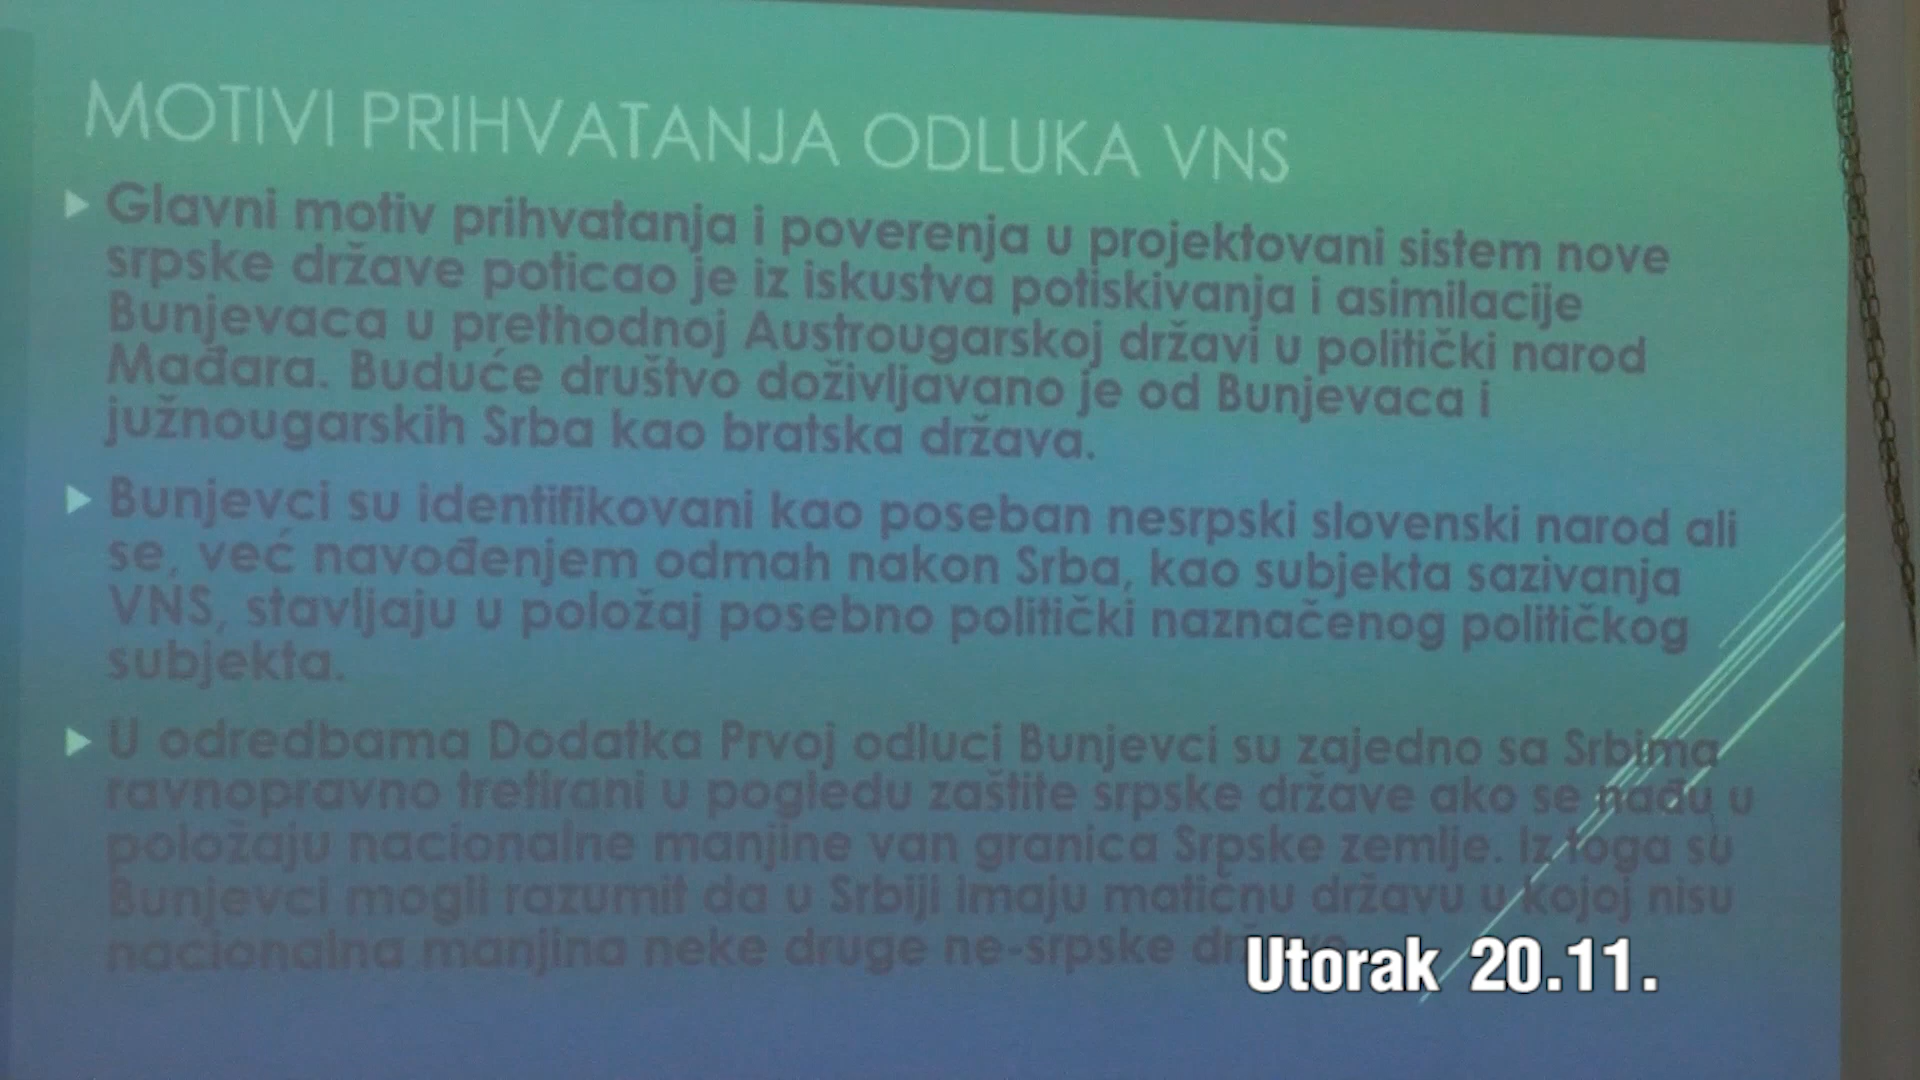 MOTIVI PRIHVATANJA ODLUKA VNS
Glavni motiv prihvatanja i poverenja u projektovani sistem nove
srpske države poticao je iz iskustva potiskivanja i asimilacije
Bunjevaca u prethodnoj Austrougarskoj državi u politički narod
Mađara. Buduće društvo doživljavano je od Bunjevaca i
južnougarskih Srba kao bratska država.
Bunjevci su identifikovani kao poseban nesrpski slovenski narod ali
se, već navođenjem odmah nakon Srba, kao subjekta sazivanja
VNS, stavljaju u položaj posebno politički naznačenog političkog
subjekta.
U odredbama Dodatka Prvoj odluci Bunjevci su zajedno sa Srbima
ravnopravno tretirani u pogledu zaštite srpske države ako se nađu u
položaju nacionalne manjine van granica Srpske zemlje. Iz toga su
Bunjevci mogli razumit da u Srbiji imaju matičnu državu u kojoj nisu
nacionalna manjina neke druge ne-srpske
Utorak 20.11.